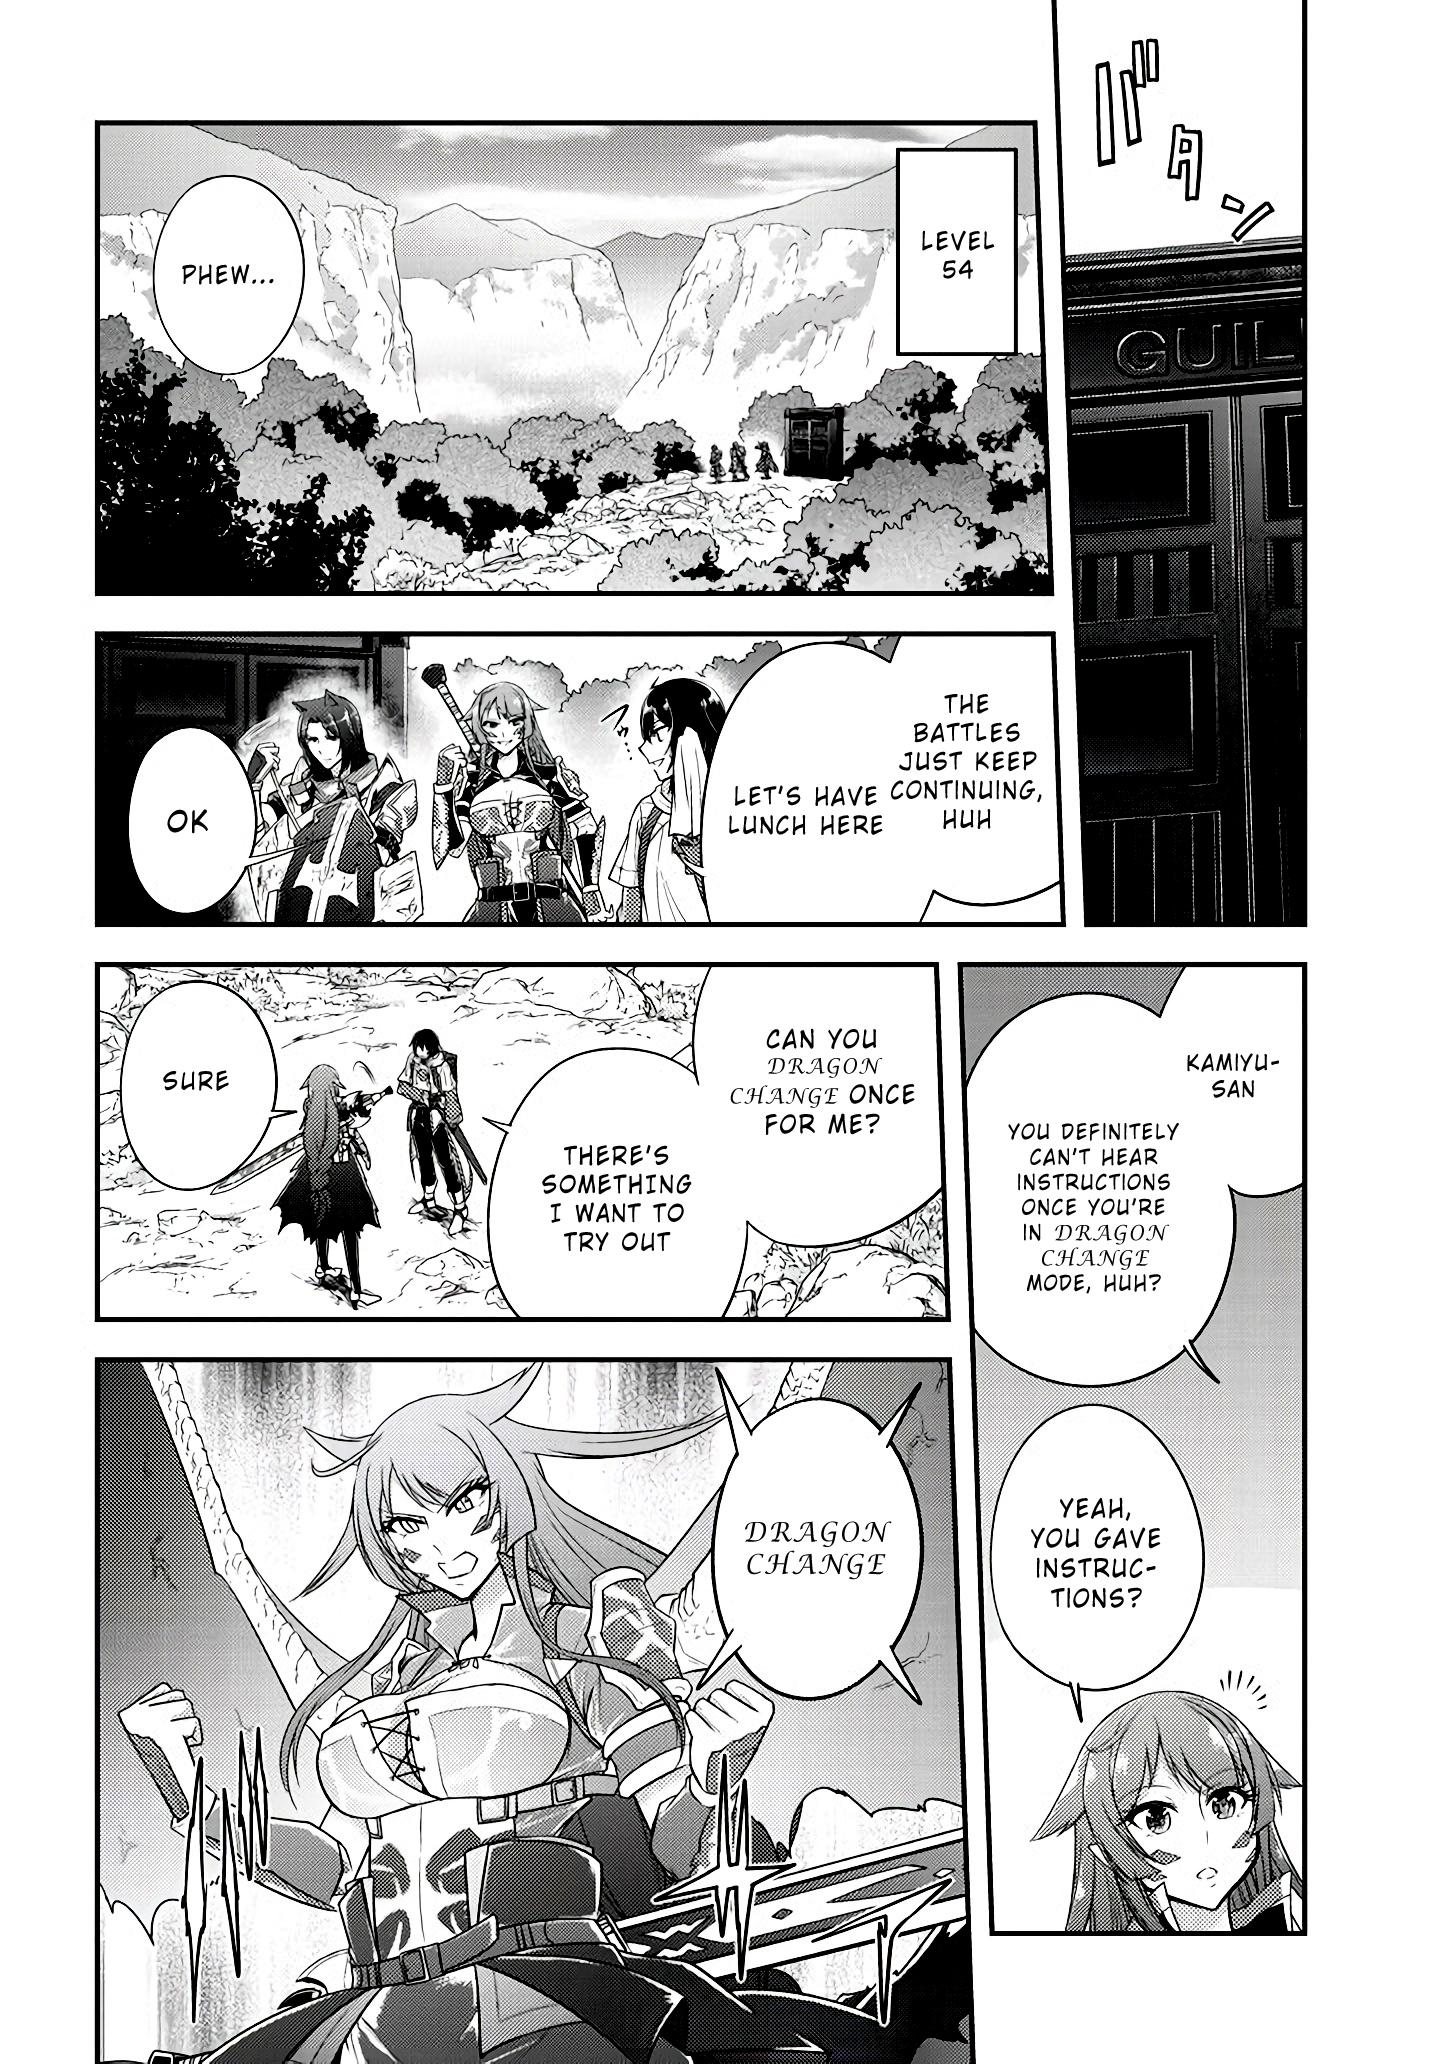 バタン
GUIL
LEVEL
54
PHEW...
THE
BATTLES
JUST KEEP
CONTINUING,
HUH
LET'S HAVE
LUNCH HERE
OK
KAMIYU-
SAN
YOU DEFINITELY
CAN'T HEAR
INSTRUCTIONS
ONCE YOU'RE
IN DRAGON
CHANGE
MODE, HUH?
YEAH,
YOU GAVE
INSTRUC-
TIONS?
CAN YOU
DRAGON
CHANGE ONCE
FOR ME?
THERE'S
SOMETHING
I WANT TO
TRY OUT
SURE
DRAGON
CHANGE